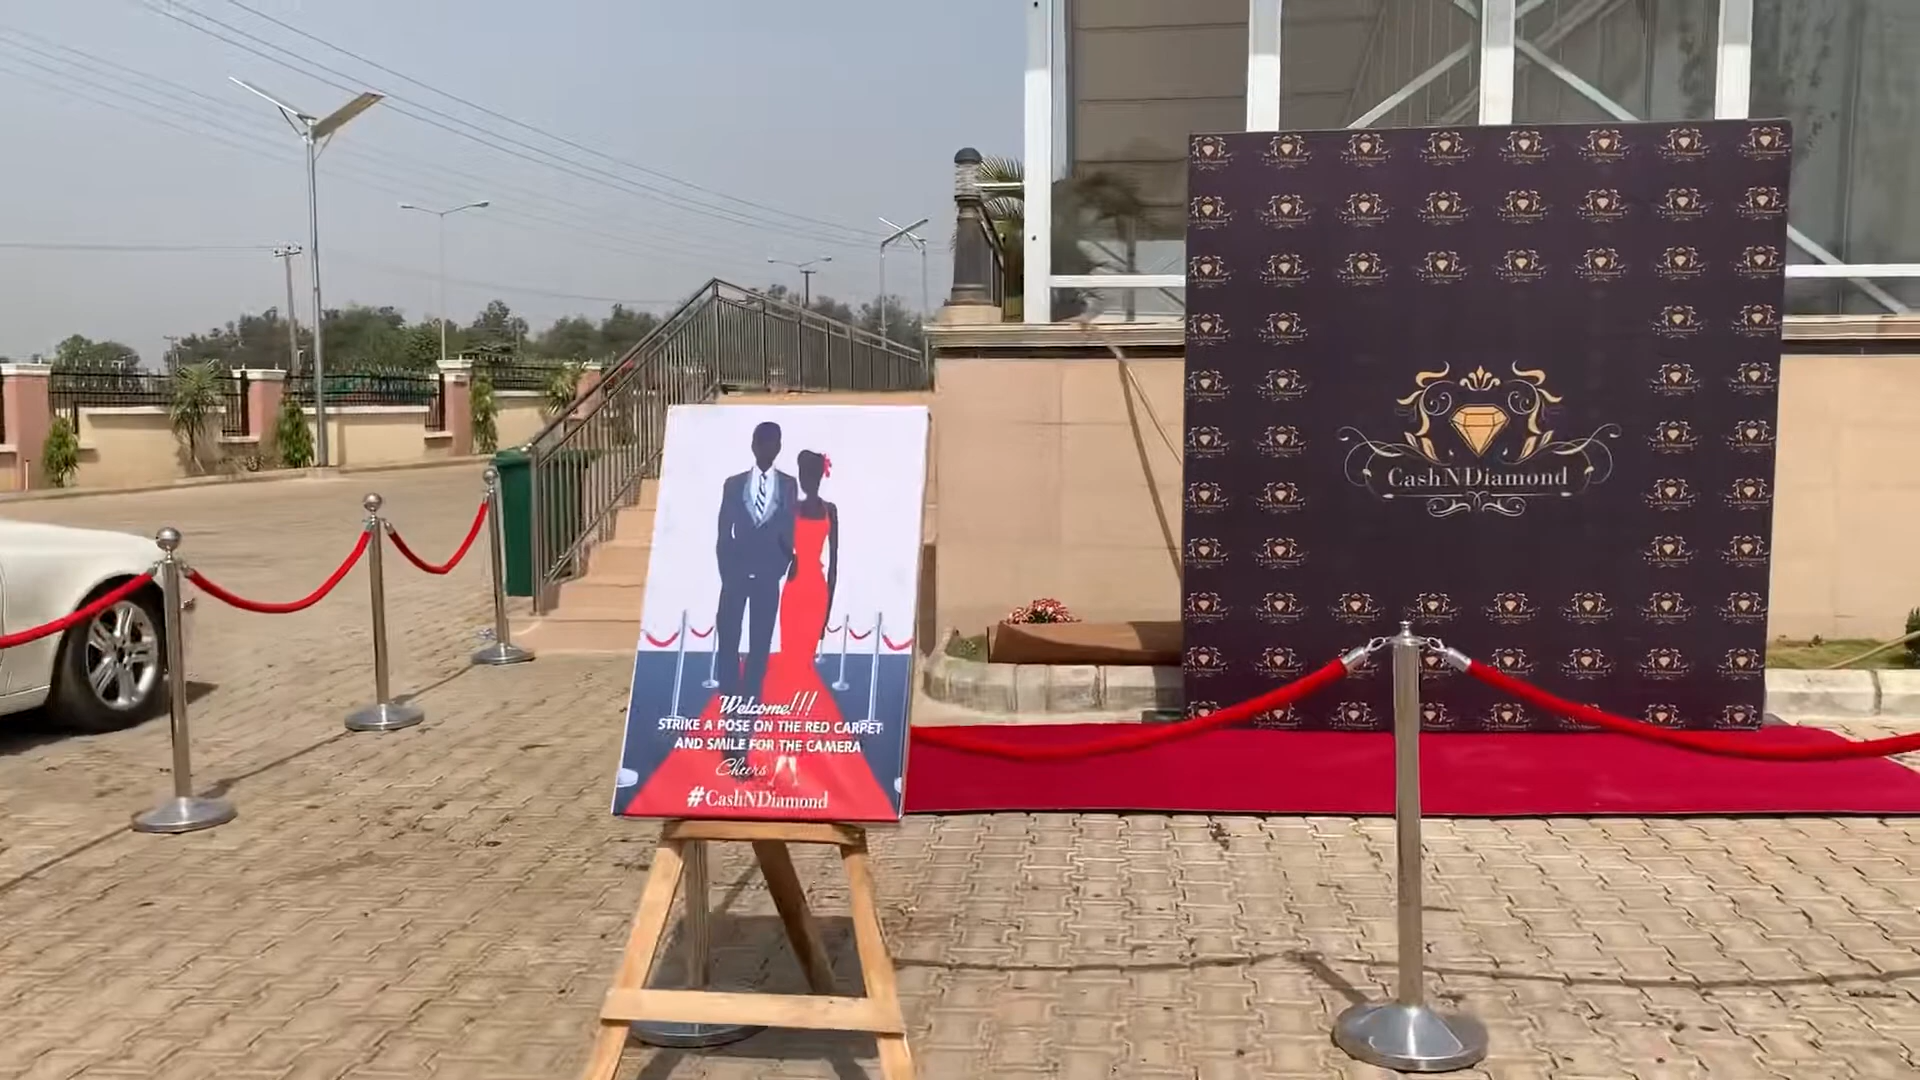 Welcome!!!
STRIKE A POSE ON THE RED CARPET
AND SMILE FOR THE CAMERA
Cheers
#CashNDiamond
CashNDiamond